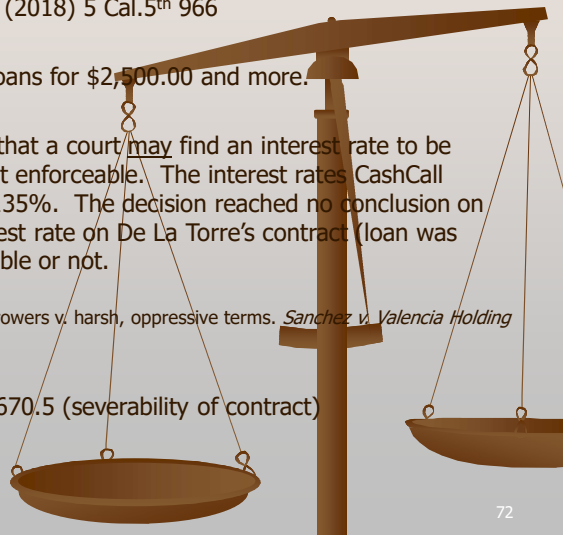 (2018) 5 Cal.5th 966
oans for $2,500.00 and more.
that a court may find an interest rate to be
t enforceable. The interest rates CashCall
35%. The decision reached no conclusion on
est rate on De La Torre's contract (loan was
ble or not.
owers v. harsh, oppressive terms. Sanchez v. Valencia Holding
670.5 (severability of contract)
72